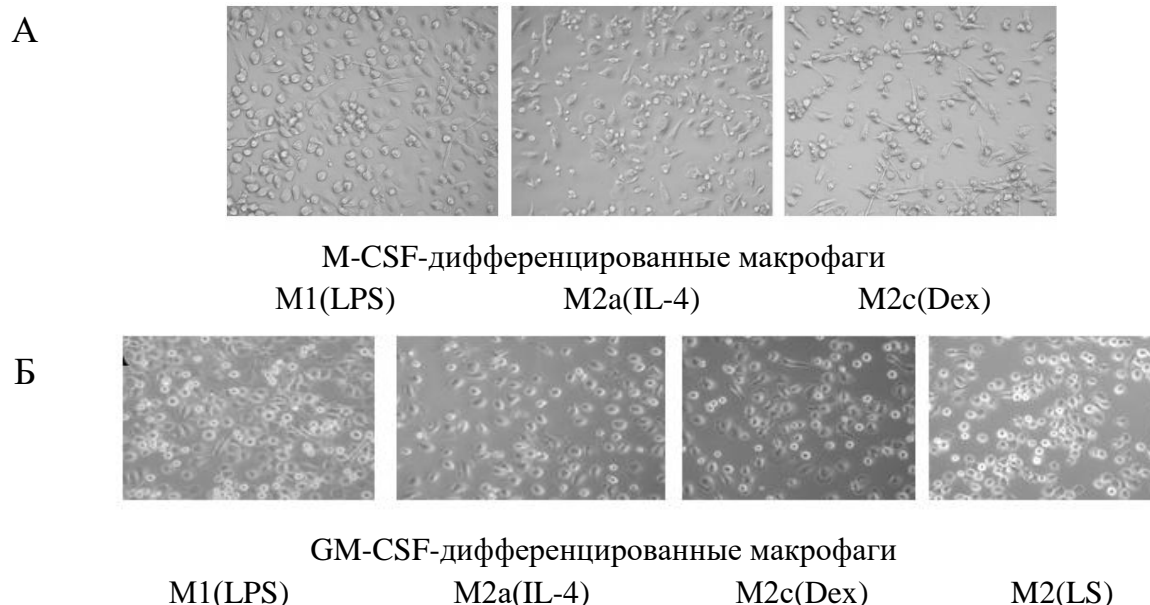 А
M-CSF-дифференцированные макрофаги
M1(LPS) M2a(IL-4) M2c(Dex)
Б
GM-CSF-дифференцированные макрофаги
M1(LPS) M2a(IL-4) M2c(Dex) M2(LS)